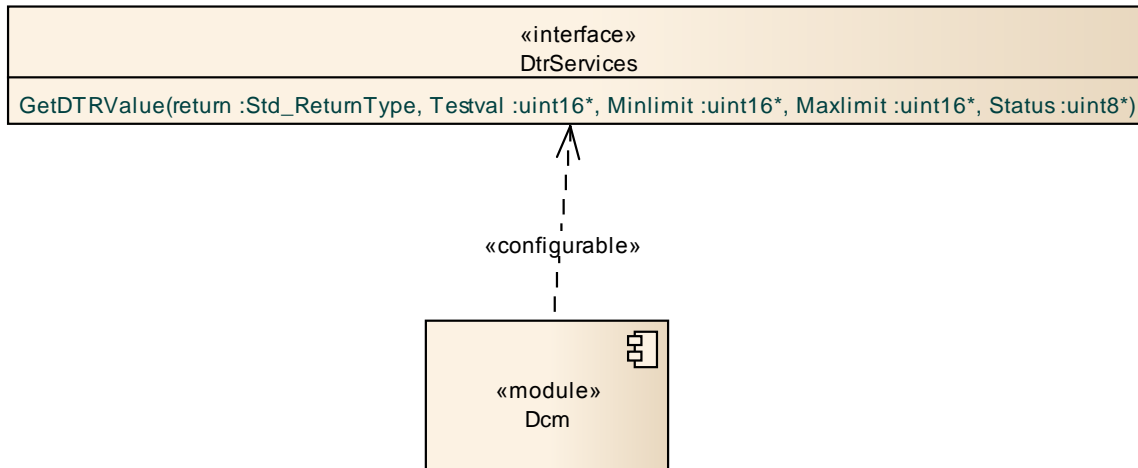 «interface»
DtrServices
GetDTRValue(return :Std_ReturnType, Testval :uint16*, Minlimit :uint16*, Maxlimit :uint16*, Status :uint8*)
«configurable»
«module»
Dcm